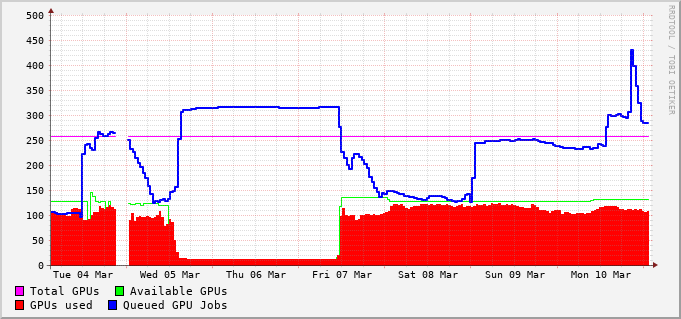 500
450
400
350
300
250
200
150
100
50
0
Tue 04 Mar Wed 05 Mar Thu 06 Mar Fri 07 Mar Sat 08 Mar Sun 09 Mar Mon 10 Mar
Total GPUs Available GPUs
GPUs used Queued GPU Jobs
RRDTOOL / TOBI OETIKER